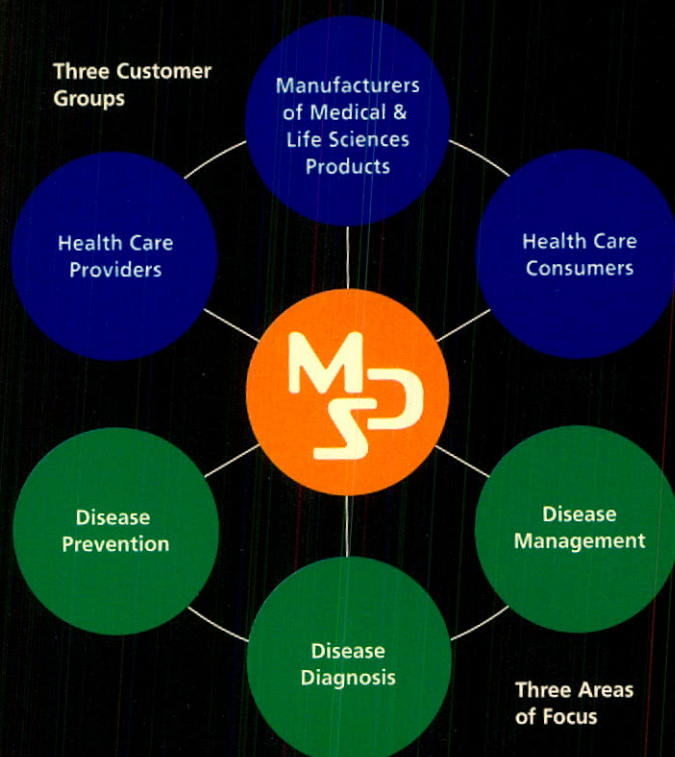 Three Customer
Groups
Manufacturers
of Medical &
Life Sciences
Products
Health Care
Providers
Health Care
Consumers
MSD
Disease
Prevention
Disease
Management
Disease
Diagnosis
Three Areas
of Focus